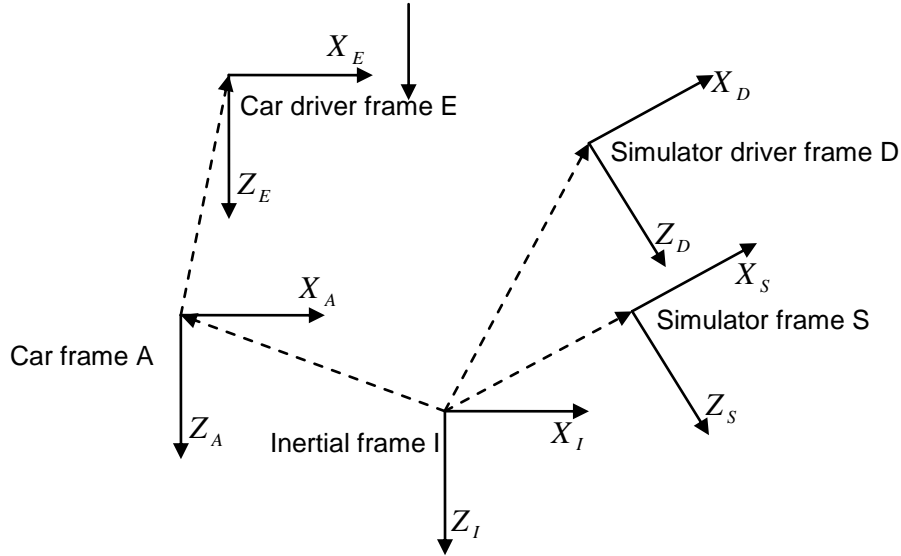 X_E
Car driver frame E
Z_E
X_D
Simulator driver frame D
Z_D
X_S
Simulator frame S
Z_S
X_A
Car frame A
Z_A
X_I
Inertial frame I
Z_I